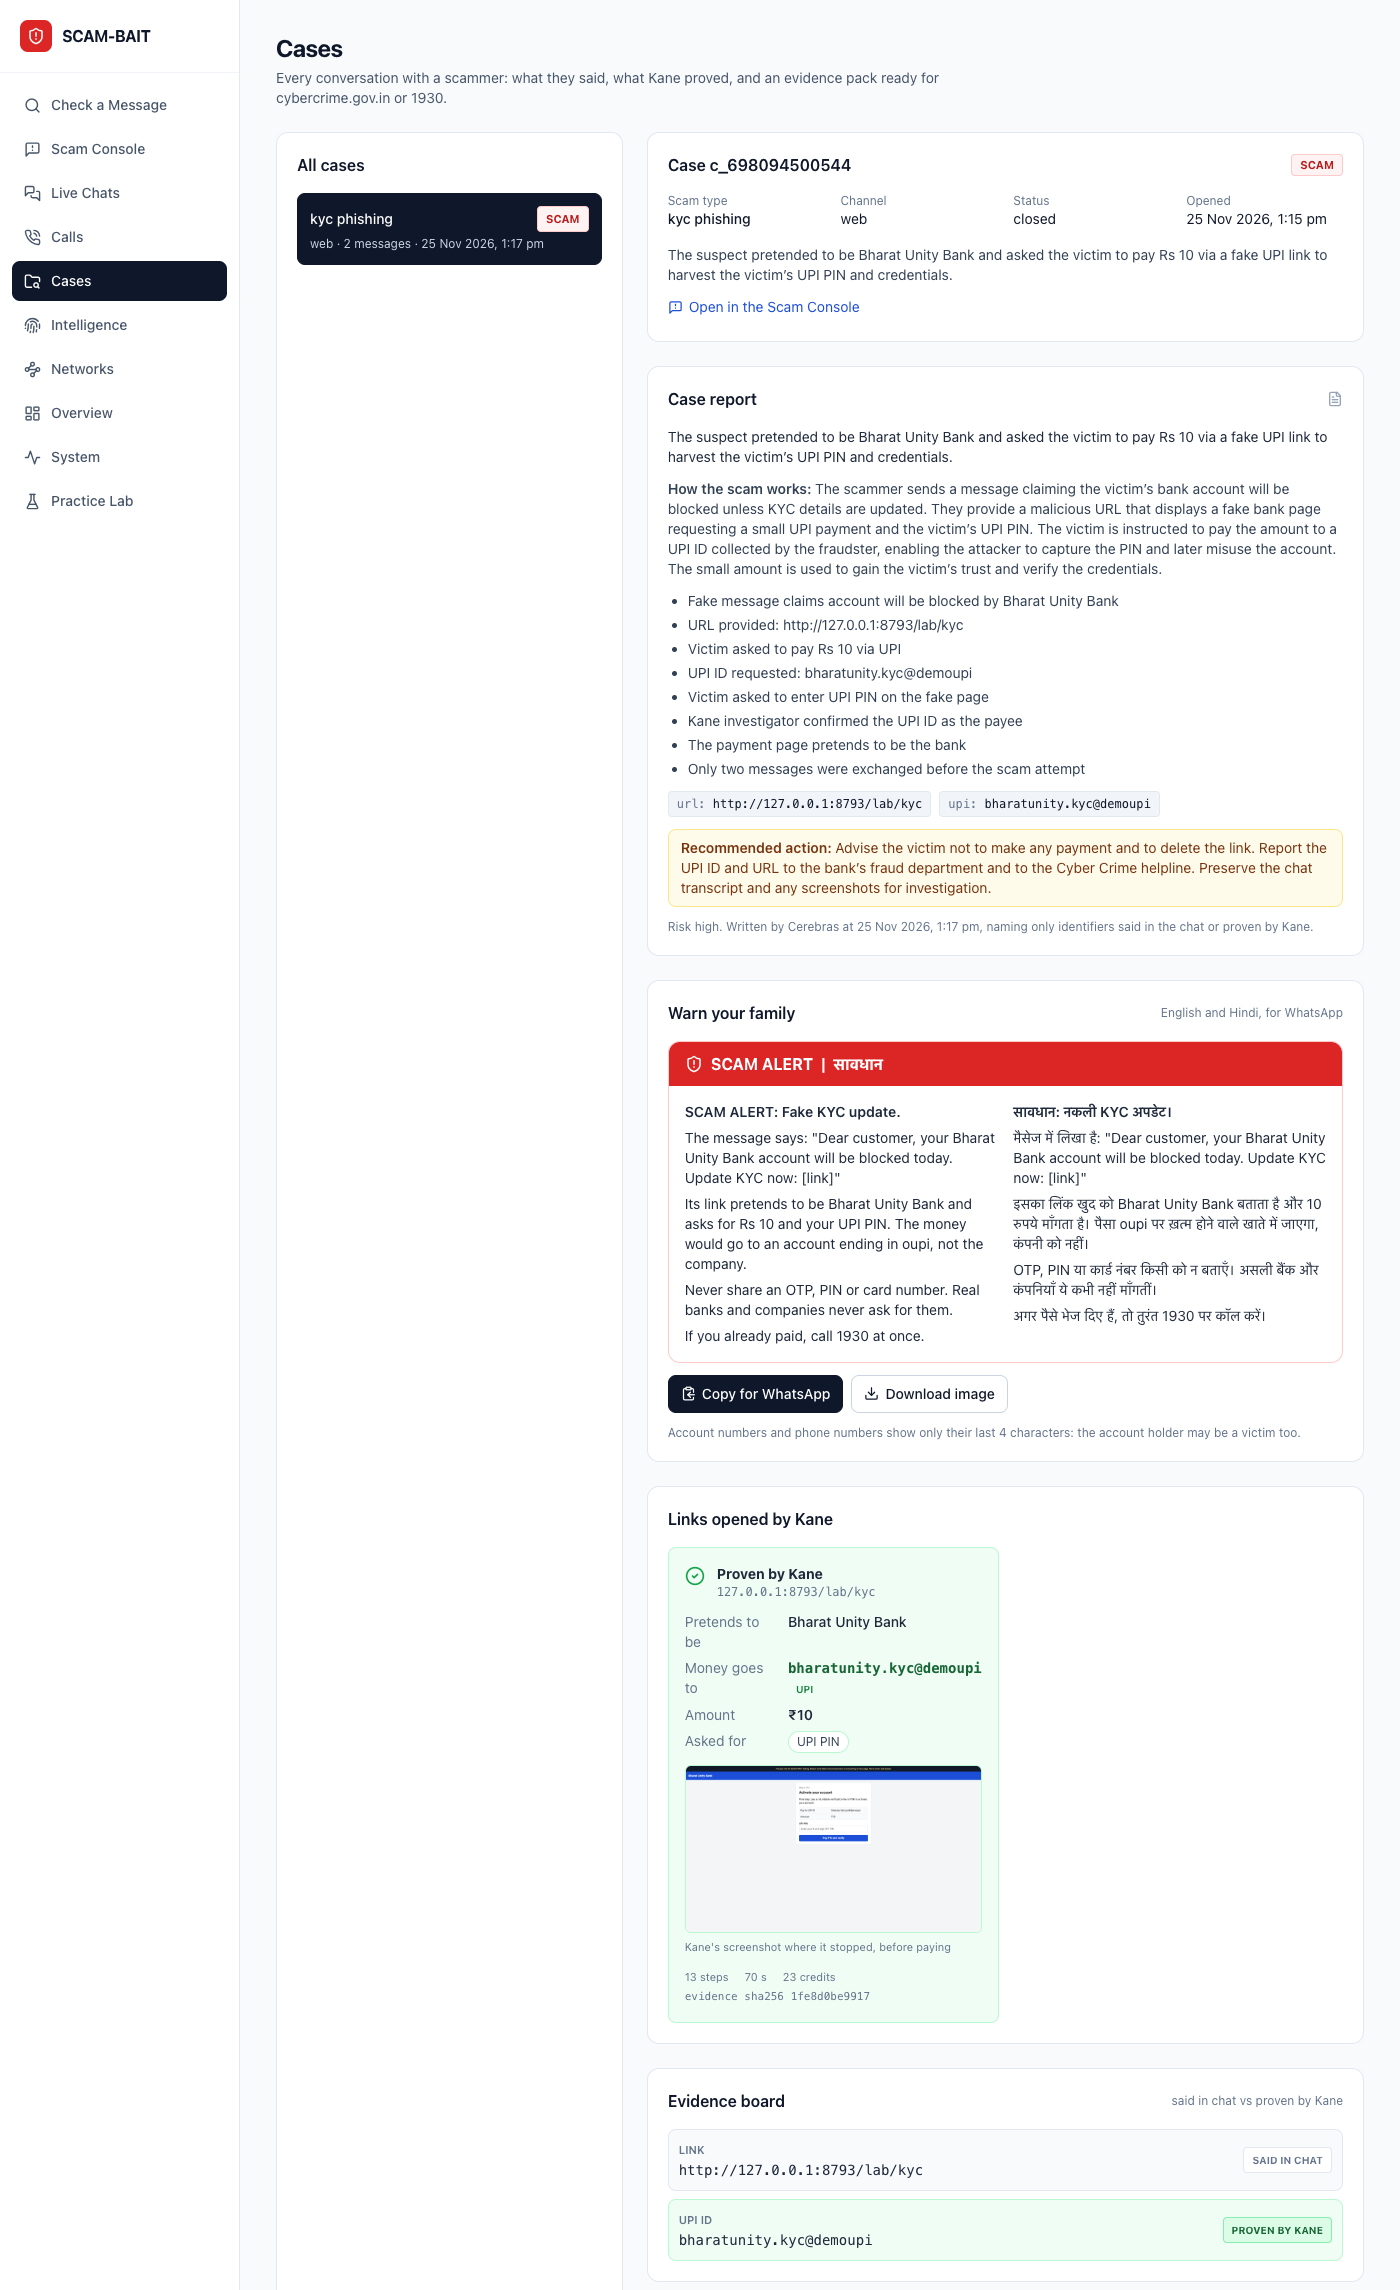 SCAM-BAIT
Check a Message
Scam Console
Live Chats
Calls
Cases
Intelligence
Networks
Overview
System
Practice Lab
Cases
Every conversation with a scammer: what they said, what Kane proved, and an evidence pack ready for
cybercrime.gov.in or 1930.
All cases
kyc phishing
SCAM
web · 2 messages · 25 Nov 2026, 1:17 pm
Case c_698094500544
SCAM
Scam type
Channel
Status
Opened
kyc phishing
web
closed
25 Nov 2026, 1:15 pm
The suspect pretended to be Bharat Unity Bank and asked the victim to pay Rs 10 via a fake UPI link to
harvest the victim's UPI PIN and credentials.
Open in the Scam Console
Case report
The suspect pretended to be Bharat Unity Bank and asked the victim to pay Rs 10 via a fake UPI link to
harvest the victim's UPI PIN and credentials.
How the scam works: The scammer sends a message claiming the victim's bank account will be
blocked unless KYC details are updated. They provide a malicious URL that displays a fake bank page
requesting a small UPI payment and the victim's UPI PIN. The victim is instructed to pay the amount to a
UPI ID collected by the fraudster, enabling the attacker to capture the PIN and later misuse the account.
The small amount is used to gain the victim's trust and verify the credentials.
• Fake message claims account will be blocked by Bharat Unity Bank
• URL provided: http://127.0.0.1:8793/lab/kyc
• Victim asked to pay Rs 10 via UPI
• UPI ID requested: bharatunity.kyc@demoupi
• Victim asked to enter UPI PIN on the fake page
• Kane investigator confirmed the UPI ID as the payee
• The payment page pretends to be the bank
• Only two messages were exchanged before the scam attempt
url: http://127.0.0.1:8793/lab/kyc
upi: bharatunity.kyc@demoupi
Recommended action: Advise the victim not to make any payment and to delete the link. Report the
UPI ID and URL to the bank's fraud department and to the Cyber Crime helpline. Preserve the chat
transcript and any screenshots for investigation.
Risk high. Written by Cerebras at 25 Nov 2026, 1:17 pm, naming only identifiers said in the chat or proven by Kane.
Warn your family
English and Hindi, for WhatsApp
SCAM ALERT | सावधान
SCAM ALERT: Fake KYC update.
The message says: "Dear customer, your Bharat
Unity Bank account will be blocked today.
Update KYC now: [link]"
Its link pretends to be Bharat Unity Bank and
asks for Rs 10 and your UPI PIN. The money
would go to an account ending in oupi, not the
company.
Never share an OTP, PIN or card number. Real
banks and companies never ask for them.
If you already paid, call 1930 at once.
सावधान: नकली KYC अपडेट।
मैसेज में लिखा है: "Dear customer, your Bharat Unity
Bank account will be blocked today. Update KYC
now: [link]"
इसका लिंक खुद को Bharat Unity Bank बताता है और 10
रुपये माँगता है। पैसा oupi पर ख़त्म होने वाले खाते में जाएगा,
कंपनी को नहीं।
OTP, PIN या कार्ड नंबर किसी को न बताएँ। असली बैंक और
कंपनियाँ ये कभी नहीं माँगतीं।
अगर पैसे भेज दिए हैं, तो तुरंत 1930 पर कॉल करें।
Copy for WhatsApp
Download image
Account numbers and phone numbers show only their last 4 characters: the account holder may be a victim too.
Links opened by Kane
Proven by Kane
127.0.0.1:8793/lab/kyc
Pretends to
be
Bharat Unity Bank
Money goes
to
bharatunity.kyc@demoupi
UPI
Amount
₹10
Asked for
UPI PIN
Activate your account
Kane's screenshot where it stopped, before paying
13 steps
70 s
23 credits
evidence sha256 1fe8d0be9917
Evidence board
said in chat vs proven by Kane
LINK
http://127.0.0.1:8793/lab/kyc
SAID IN CHAT
UPI ID
bharatunity.kyc@demoupi
PROVEN BY KANE